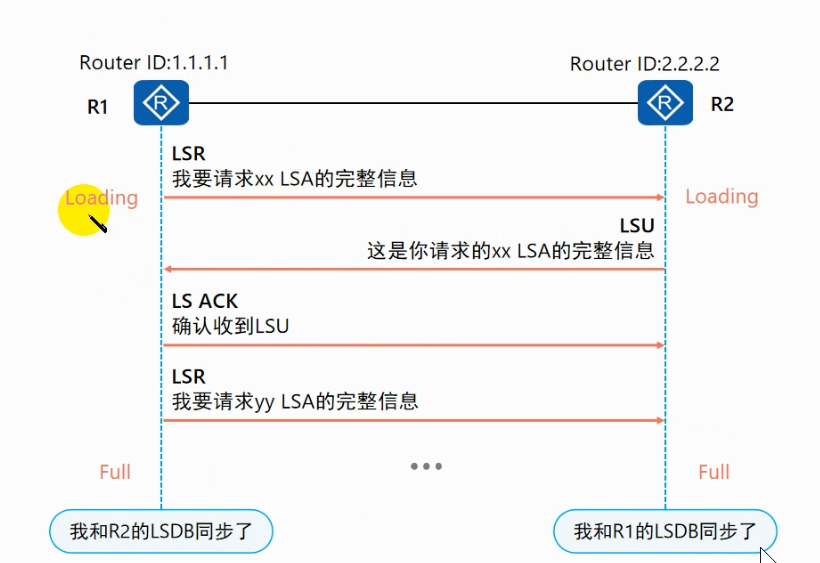 Router ID:1.1.1.1
Router ID:2.2.2.2
R1
R
R
R2
LSR
我要请求xx LSA的完整信息
Loading
Loading
LSU
这是你请求的xx LSA的完整信息
LS ACK
确认收到LSU
LSR
我要请求yy LSA的完整信息
•••
Full
Full
我和R2的LSDB同步了
我和R1的LSDB同步了